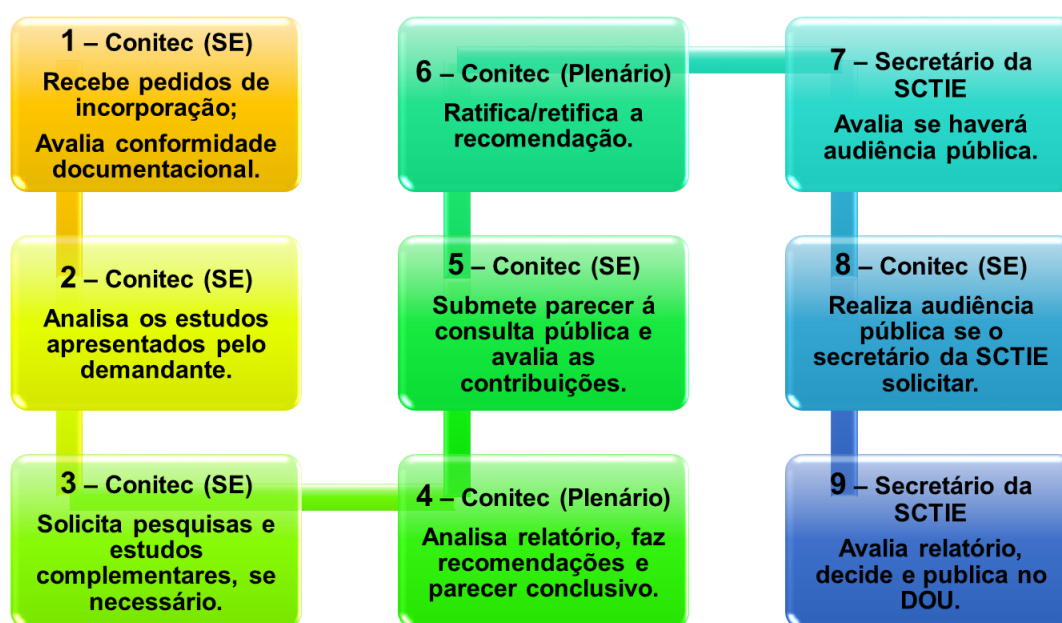 1 – Conitec (SE)
Recebe pedidos de
incorporação;
Avalia conformidade
documentacional.
2 – Conitec (SE)
Analisa os estudos
apresentados pelo
demandante.
3 – Conitec (SE)
Solicita pesquisas e
estudos
complementares, se
necessário.
4 – Conitec (Plenário)
Analisa relatório, faz
recomendações e
parecer conclusivo.
5 – Conitec (SE)
Submete parecer á
consulta pública e
avalia as
contribuições.
6 – Conitec (Plenário)
Ratifica/retifica a
recomendação.
7 – Secretário da
SCTIE
Avalia se haverá
audiência pública.
8 – Conitec (SE)
Realiza audiência
pública se o
secretário da SCTIE
solicitar.
9 – Secretário da
SCTIE
Avalia relatório,
decide e publica no
DOU.